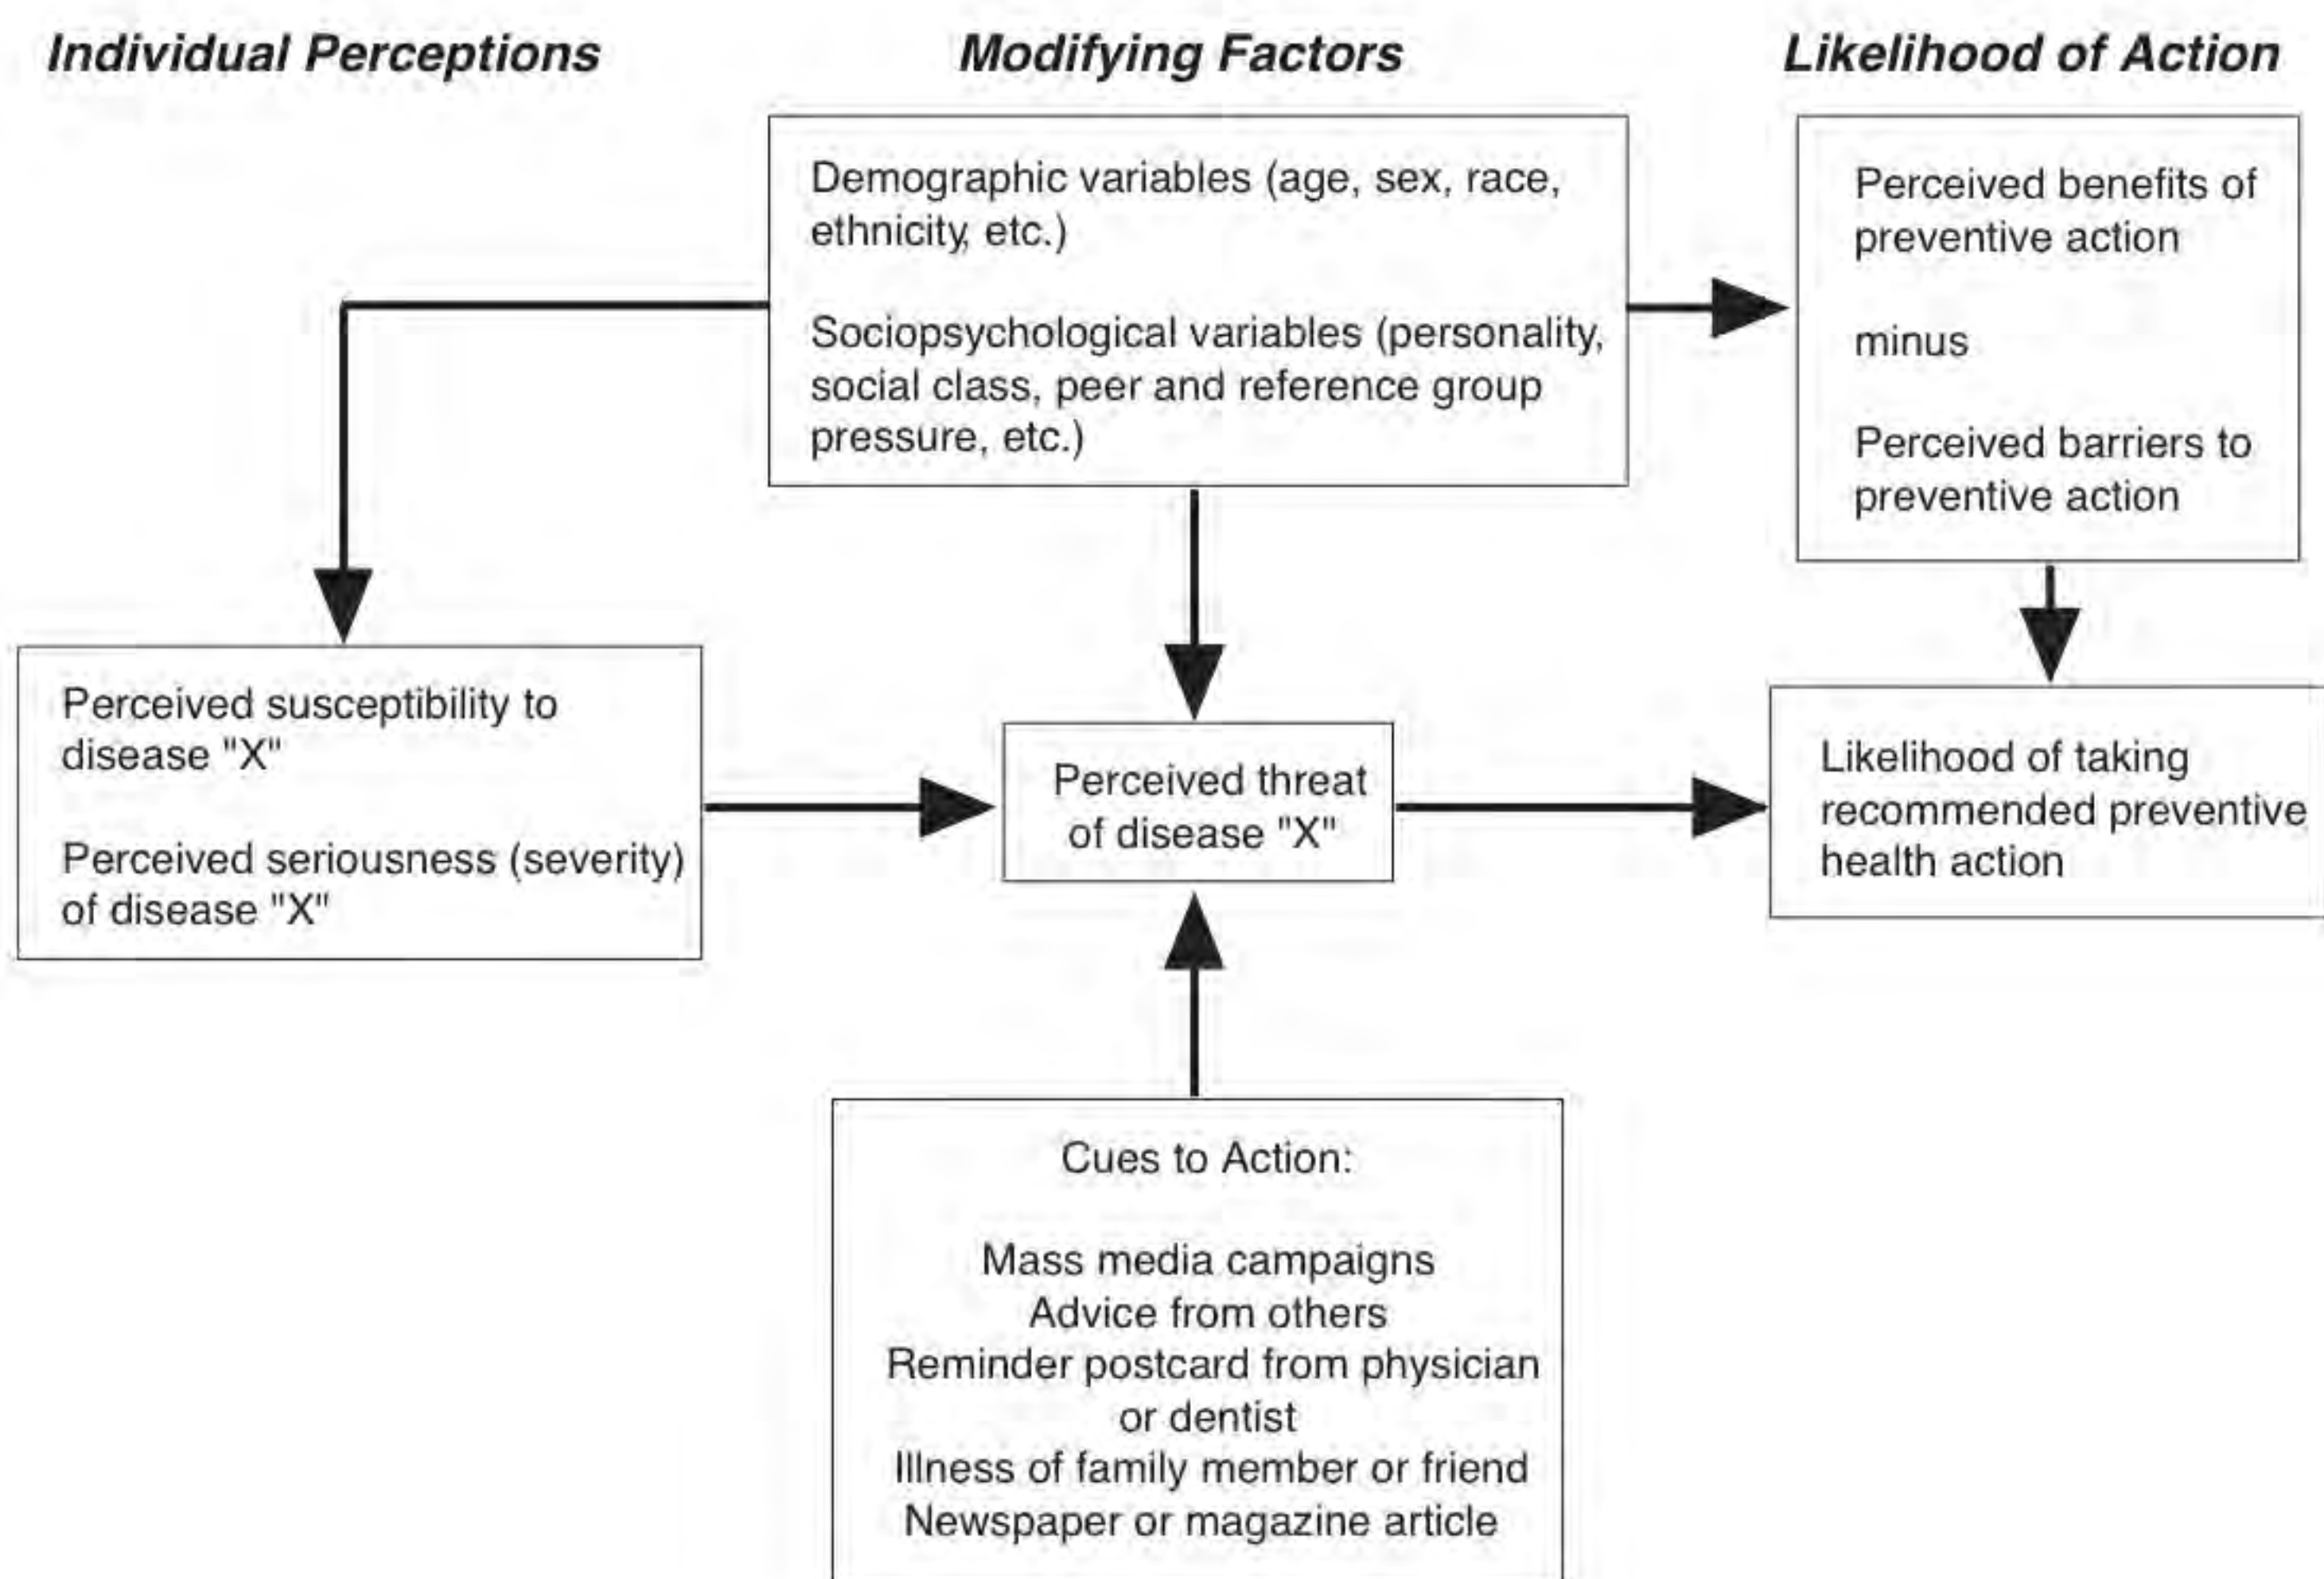 Individual Perceptions
Modifying Factors
Likelihood of Action
Demographic variables (age, sex, race,
ethnicity, etc.)
Sociopsychological variables (personality,
social class, peer and reference group
pressure, etc.)
Perceived benefits of
preventive action
minus
Perceived barriers to
preventive action
Perceived susceptibility to
disease "X"
Perceived seriousness (severity)
of disease "X"
Perceived threat
of disease "X"
Likelihood of taking
recommended preventive
health action
Cues to Action:
Mass media campaigns
Advice from others
Reminder postcard from physician
or dentist
Illness of family member or friend
Newspaper or magazine article